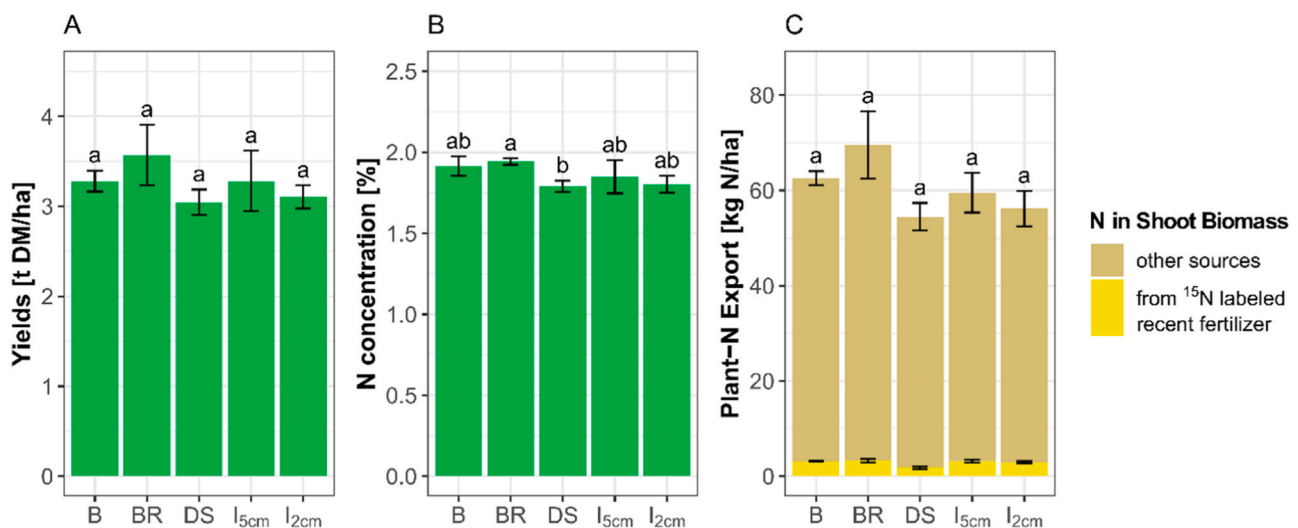 A
Yields [t DM/ha]
4
3
2
1
0
a
a
a
a
a
B
BR
DS
I5cm
I2cm
B
N concentration [%]
2.5
2.0
1.5
1.0
0.5
0.0
ab
a
b
ab
ab
B
BR
DS
I5cm
I2cm
C
Plant−N Export [kg N/ha]
80
60
40
20
0
a
a
a
a
a
B
BR
DS
I5cm
I2cm
N in Shoot Biomass
other sources
from ¹⁵N labeled
recent fertilizer